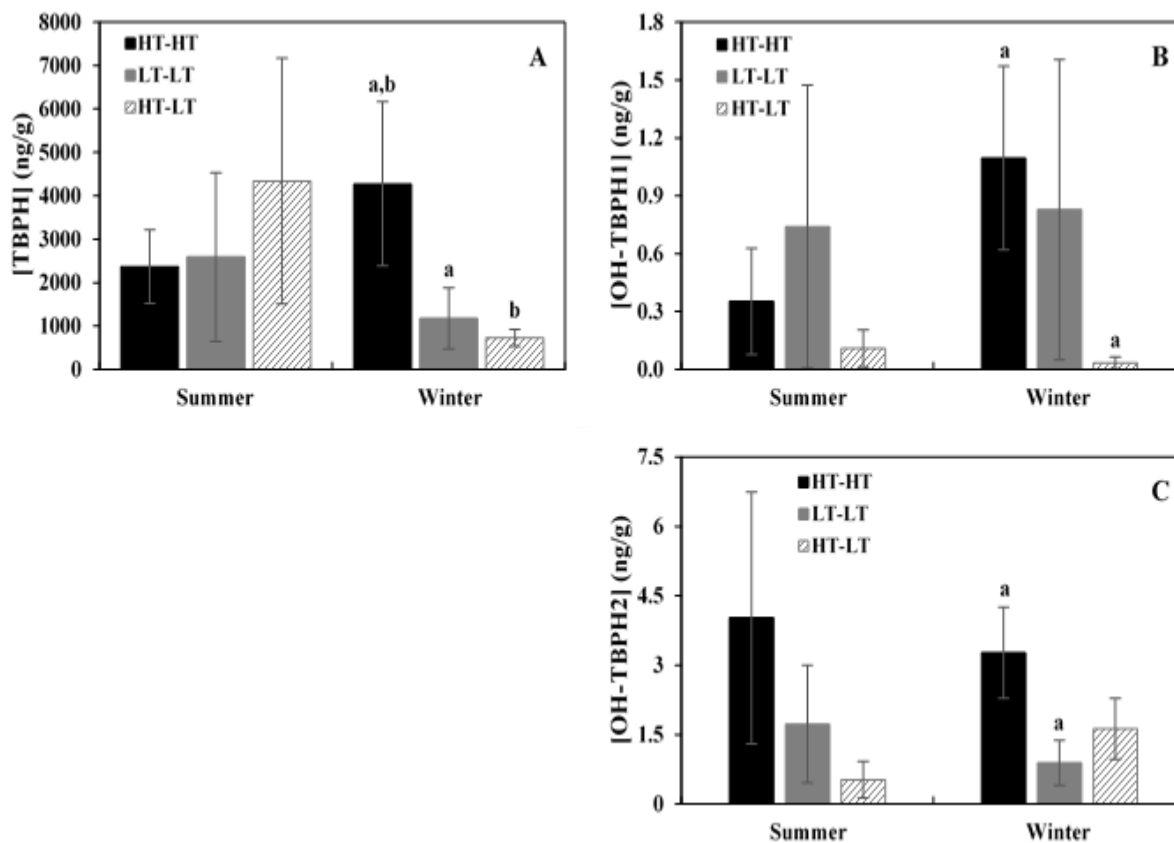 8000
7000
6000
5000
4000
3000
2000
1000
0
[TBPH] (ng/g)
HT-HT
LT-LT
HT-LT
A
a,b
a
b
Summer
Winter
1.8
1.5
1.2
0.9
0.6
0.3
0.0
[OH-TBPH1] (ng/g)
HT-HT
LT-LT
HT-LT
B
a
a
Summer
Winter
7.5
6
4.5
3
1.5
0
[OH-TBPH2] (ng/g)
HT-HT
LT-LT
HT-LT
C
a
a
Summer
Winter